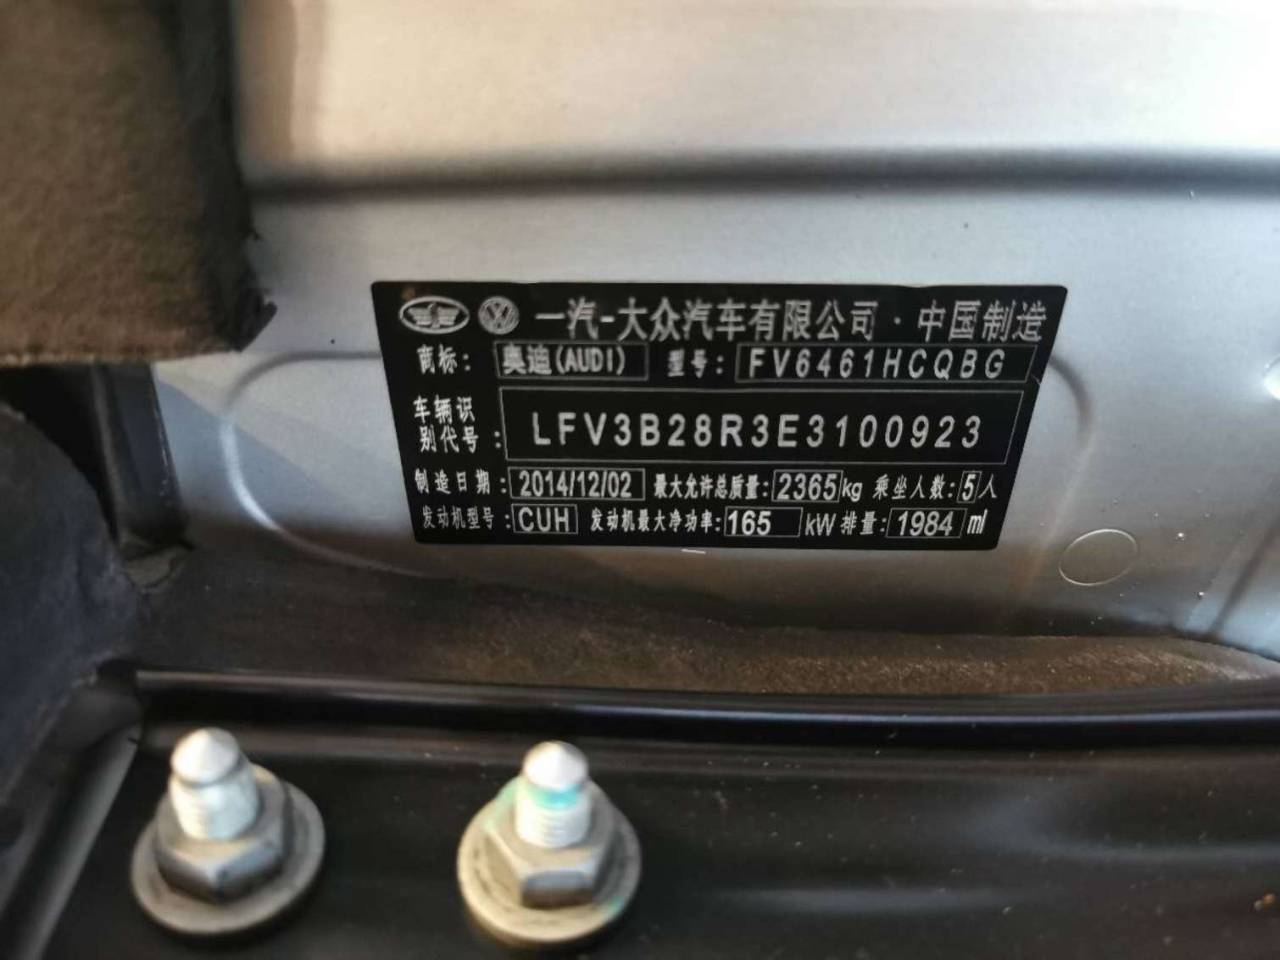 一汽-大众汽车有限公司·中国制造
商标: 奥迪(AUDI) 型号: FV6461HCQBG
车辆识
别代号: LFV3B28R3E3100923
制造日期: 2014/12/02 最大允许总质量: 2365kg 乘坐人数: 5人
发动机型号: CUH 发动机最大净功率: 165 kW 排量: 1984 ml